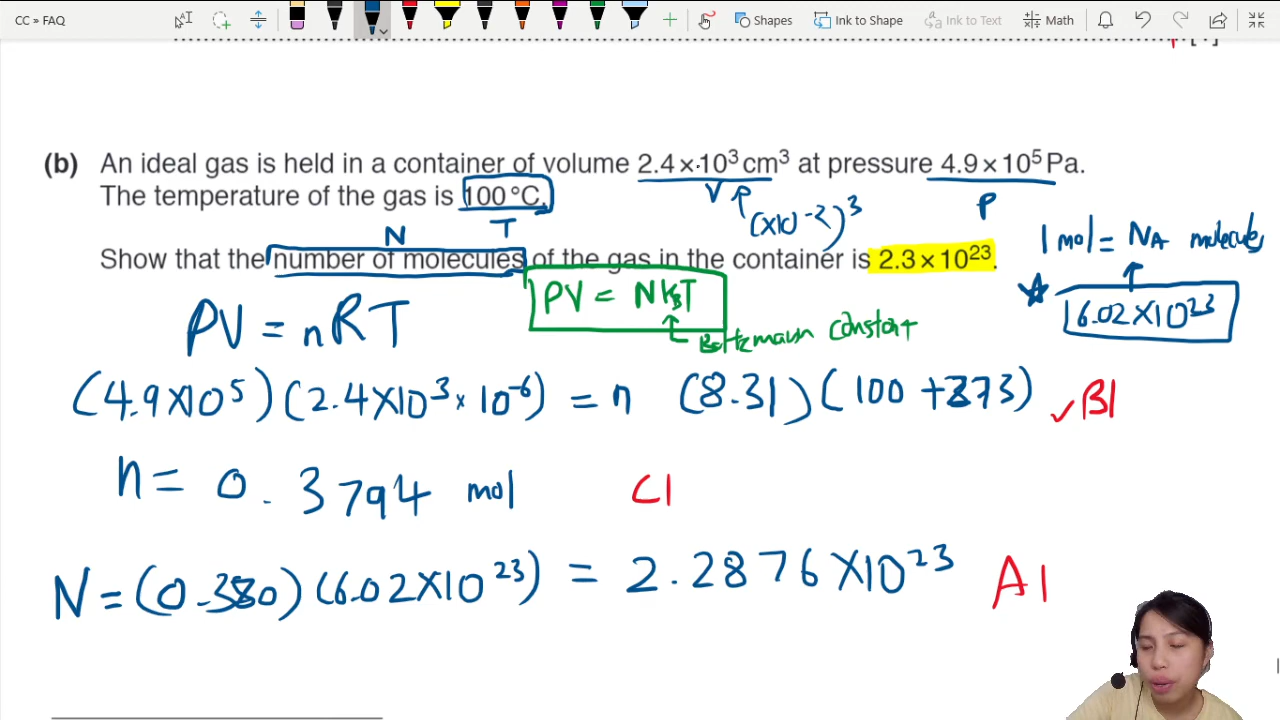 CC » FAQ
Shapes
Ink to Shape
Ink to Text
Math
(b) An ideal gas is held in a container of volume 2.4×10³ cm³ at pressure 4.9×10⁵ Pa.
The temperature of the gas is 100 °C.
V
P
(×10⁻²)³
N
T
1 mol = N_A molecules
Show that the number of molecules of the gas in the container is 2.3×10²³.
6.02×10²³
PV = nRT
PV = Nk_BT
Boltzmann constant
(4.9×10⁵)(2.4×10³×10⁻⁶) = n (8.31)(100+273)
B1
n = 0.3794 mol
C1
N = (0.380)(6.02×10²³) = 2.2876×10²³
A1